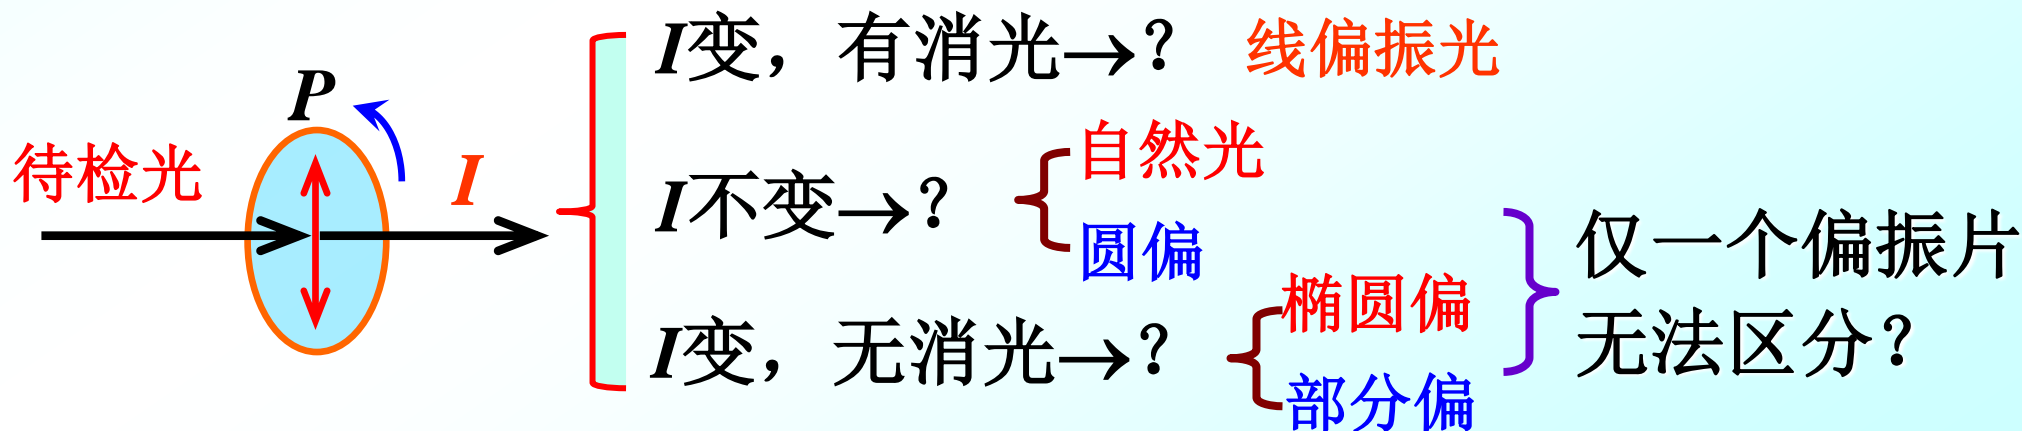 I变，有消光→？ 线偏振光
P
待检光
I
自然光
I不变→？
圆偏
仅一个偏振片
椭圆偏
I变，无消光→？
无法区分？
部分偏